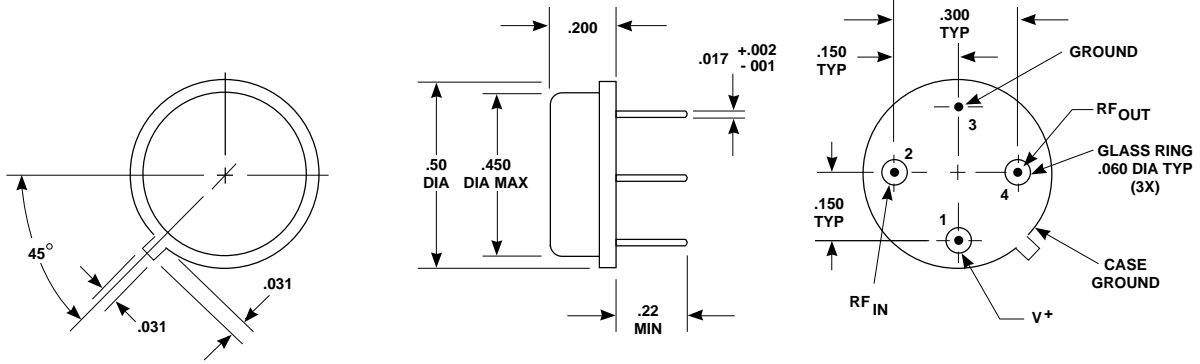 45°
.031
.031
.200
.017 +.002
- 001
.50
DIA
.450
DIA MAX
.22
MIN
.300
TYP
.150
TYP
GROUND
3
RFOUT
2
GLASS RING
.060 DIA TYP
(3X)
4
.150
TYP
1
CASE
GROUND
RFIN
V+